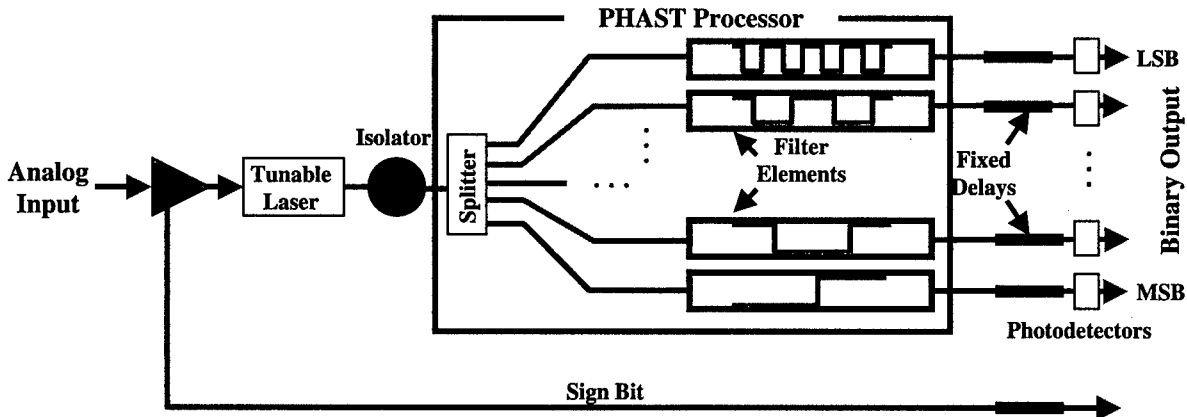 PHAST Processor
LSB
Isolator
Filter
Elements
Fixed
Delays
Binary Output
Analog
Input
Tunable
Laser
Splitter
MSB
Photodetectors
Sign Bit